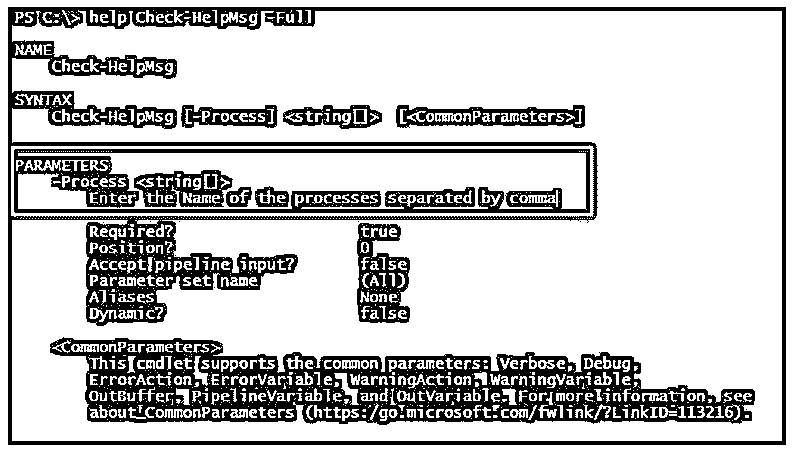 PS C:\> help Check-HelpMsg -Full
NAME
Check-HelpMsg
SYNTAX
Check-HelpMsg [-Process] <string[]> [<CommonParameters>]
PARAMETERS
-Process <string[]>
Enter the Name of the processes separated by comma
Required? true
Position? 0
Accept pipeline input? false
Parameter set name (All)
Aliases None
Dynamic? false
<CommonParameters>
This cmdlet supports the common parameters: Verbose, Debug,
ErrorAction, ErrorVariable, WarningAction, WarningVariable,
OutBuffer, PipelineVariable, and OutVariable. For more information, see
about_CommonParameters (https://go.microsoft.com/fwlink/?LinkID=113216).